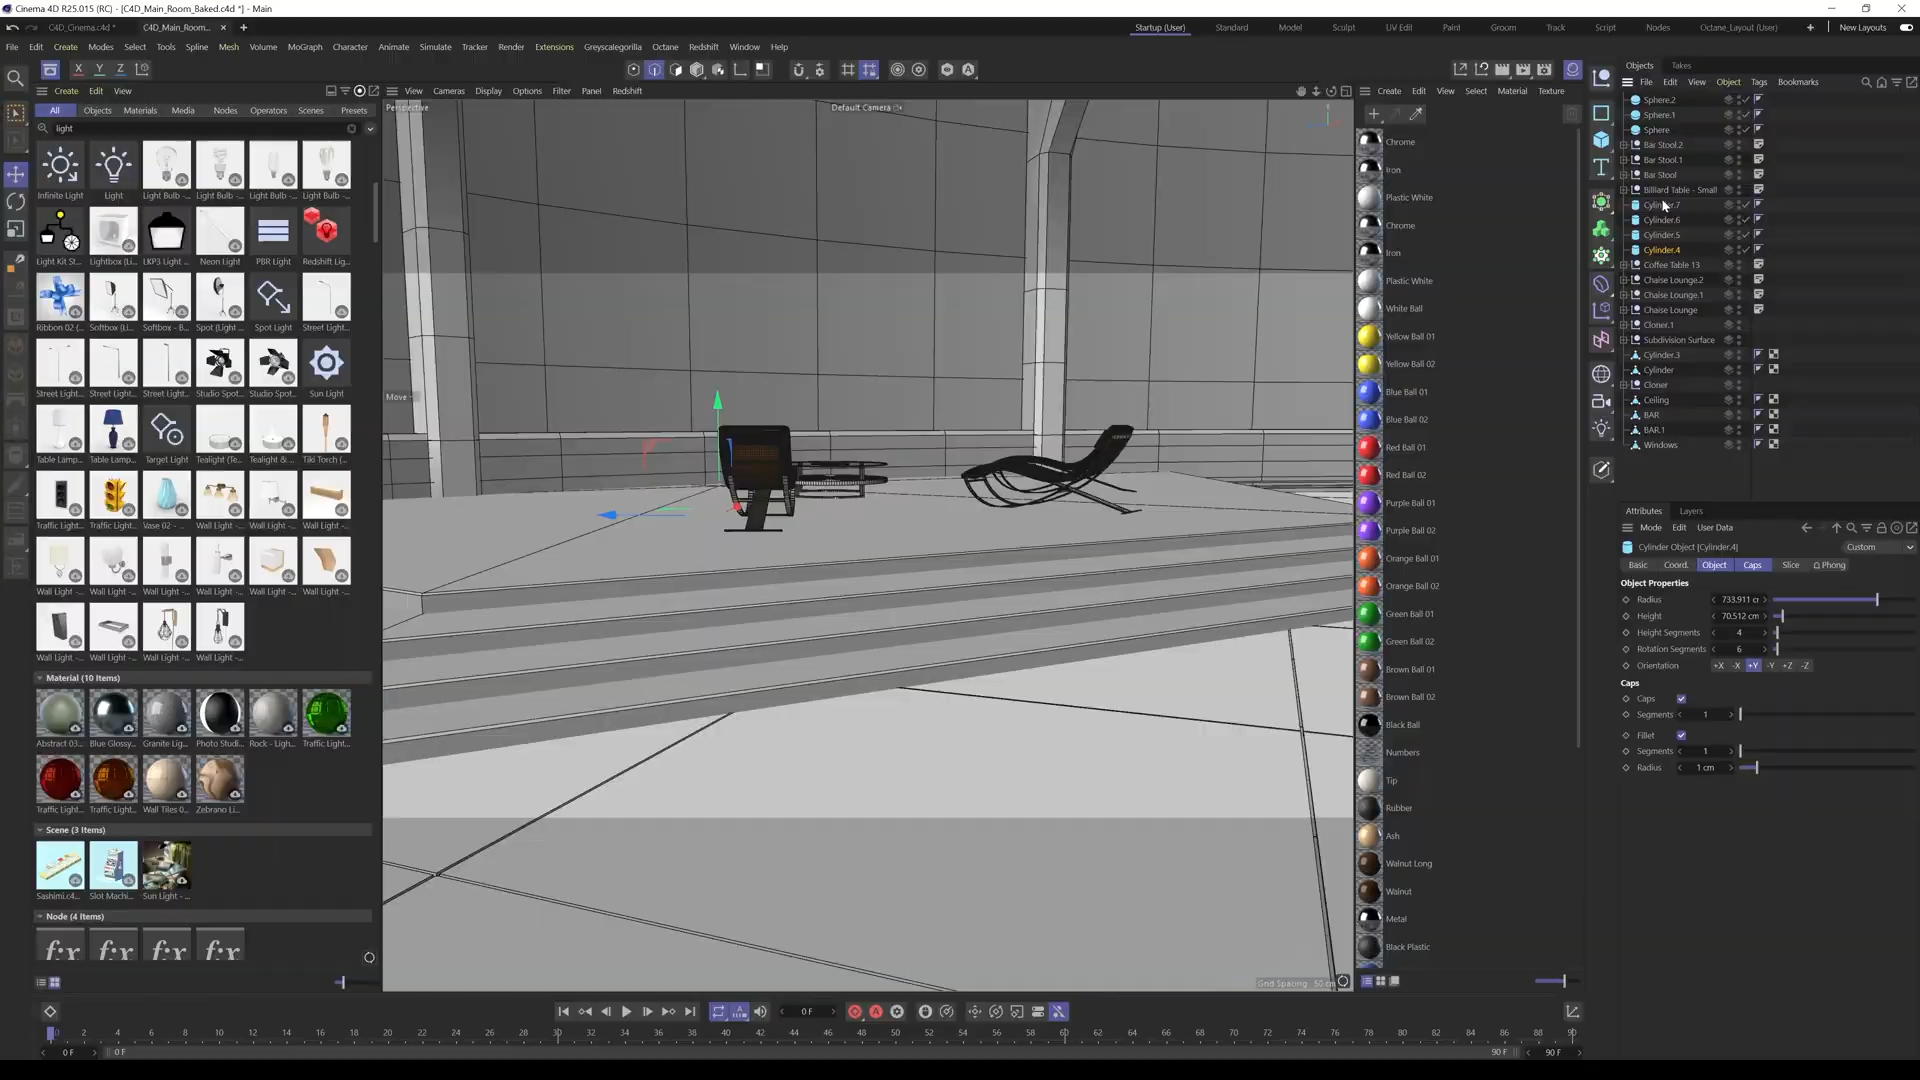 Cinema 4D R25.015 (RC) - [C4D_Main_Room_Baked.c4d *] - Main
C4D_Cinema.c4d * C4D_Main_Room... × +
Startup (User) Standard Model Sculpt UV Edit Paint Groom Track Script Nodes Octane_Layout (User) + New Layouts
File Edit Create Modes Select Tools Spline Mesh Volume MoGraph Character Animate Simulate Tracker Render Extensions Greyscalegorilla Octane Redshift Window Help
X Y Z
Create Edit View
All Objects Materials Media Nodes Operators Scenes Presets
light
Infinite Light Light Light Bulb -... Light Bulb -... Light Bulb -... Light Bulb -...
Light Kit St... Lightbox (Li... LKP3 Light ... Neon Light PBR Light Redshift Lig...
Ribbon 02 (... Softbox (Li... Softbox - B... Spot (Light ... Spot Light Street Light...
Street Light... Street Light... Street Light... Studio Spot... Studio Spot... Sun Light
Table Lamp... Table Lamp... Target Light Tealight (Te... Tealight & ... Tiki Torch (...
Traffic Light... Traffic Light... Vase 02 - ... Wall Light -... Wall Light -... Wall Light -...
Wall Light -... Wall Light -... Wall Light -... Wall Light -... Wall Light -... Wall Light -...
Wall Light -... Wall Light -... Wall Light -... Wall Light -...
Material (10 Items)
Abstract 03... Blue Glossy... Granite Lig... Photo Studi... Rock - Ligh... Traffic Light...
Traffic Light... Traffic Light... Wall Tiles 0... Zebrano Li...
Scene (3 Items)
Sashimi.c4... Slot Machi... Sun Light -...
Node (4 Items)
f:x f:x f:x f:x
View Cameras Display Options Filter Panel Redshift
Perspective Default Camera
Move
Grid Spacing : 50 cm
Create Edit View Select Material Texture
Chrome
Iron
Plastic White
Chrome
Iron
Plastic White
White Ball
Yellow Ball 01
Yellow Ball 02
Blue Ball 01
Blue Ball 02
Red Ball 01
Red Ball 02
Purple Ball 01
Purple Ball 02
Orange Ball 01
Orange Ball 02
Green Ball 01
Green Ball 02
Brown Ball 01
Brown Ball 02
Black Ball
Numbers
Tip
Rubber
Ash
Walnut Long
Walnut
Metal
Black Plastic
Objects Takes
File Edit View Object Tags Bookmarks
Sphere.2
Sphere.1
Sphere
Bar Stool.2
Bar Stool.1
Bar Stool
Billiard Table - Small
Cylinder.7
Cylinder.6
Cylinder.5
Cylinder.4
Coffee Table 13
Chaise Lounge.2
Chaise Lounge.1
Chaise Lounge
Cloner.1
Subdivision Surface
Cylinder.3
Cylinder
Cloner
Ceiling
BAR
BAR.1
Windows
Attributes Layers
Mode Edit User Data
Cylinder Object [Cylinder.4] Custom
Basic Coord. Object Caps Slice Phong
Object Properties
Radius 733.911 cr
Height 70.512 cm
Height Segments 4
Rotation Segments 6
Orientation +X -X +Y -Y +Z -Z
Caps
Caps
Segments 1
Fillet
Segments 1
Radius 1 cm
0 F
0 2 4 6 8 10 12 14 16 18 20 22 24 26 28 30 32 34 36 38 40 42 44 46 48 50 52 54 56 58 60 62 64 66 68 70 72 74 76 78 80 82 84 86 88 90
0 F 0 F 90 F 90 F